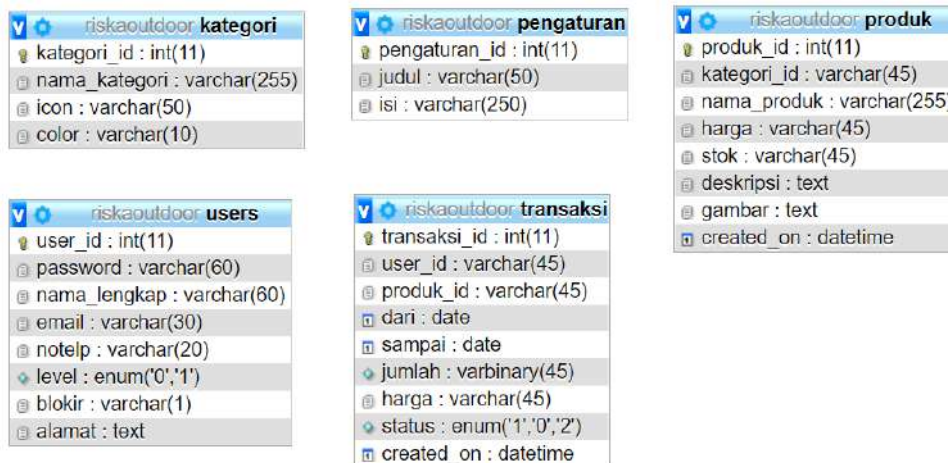 riskaoutdoor kategori
kategori_id : int(11)
nama_kategori : varchar(255)
icon : varchar(50)
color : varchar(10)
riskaoutdoor pengaturan
pengaturan_id : int(11)
judul : varchar(50)
isi : varchar(250)
riskaoutdoor produk
produk_id : int(11)
kategori_id : varchar(45)
nama_produk : varchar(255)
harga : varchar(45)
stok : varchar(45)
deskripsi : text
gambar : text
created_on : datetime
riskaoutdoor users
user_id : int(11)
password : varchar(60)
nama_lengkap : varchar(60)
email : varchar(30)
notelp : varchar(20)
level : enum('0','1')
blokir : varchar(1)
alamat : text
riskaoutdoor transaksi
transaksi_id : int(11)
user_id : varchar(45)
produk_id : varchar(45)
dari : date
sampai : date
jumlah : varbinary(45)
harga : varchar(45)
status : enum('1','0','2')
created_on : datetime